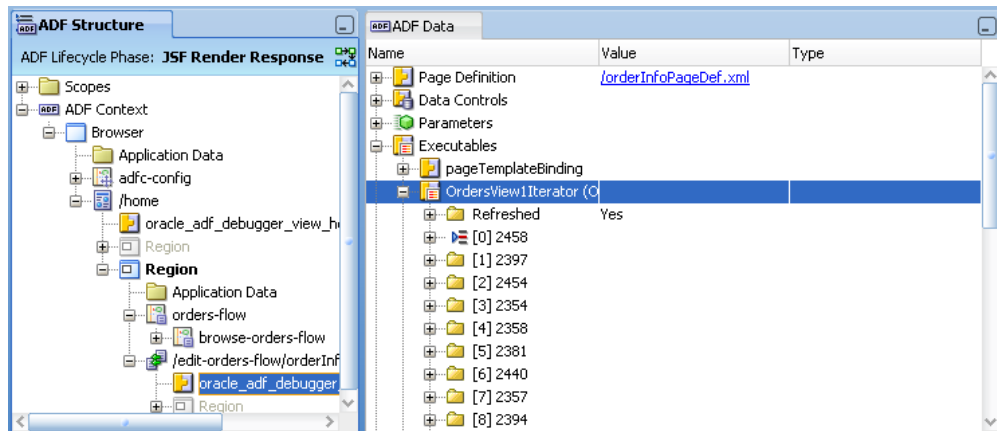 ADF Structure
ADF Lifecycle Phase: JSF Render Response
Scopes
ADF ADF Context
Browser
Application Data
adfc-config
/home
oracle_adf_debugger_view_h
Region
Region
Application Data
orders-flow
browse-orders-flow
/edit-orders-flow/orderInf
oracle_adf_debugger
Region
ADF ADF Data
Name Value Type
Page Definition /orderInfoPageDef.xml
Data Controls
Parameters
Executables
pageTemplateBinding
OrdersView1Iterator (O
Refreshed Yes
[0] 2458
[1] 2397
[2] 2454
[3] 2354
[4] 2358
[5] 2381
[6] 2440
[7] 2357
[8] 2394